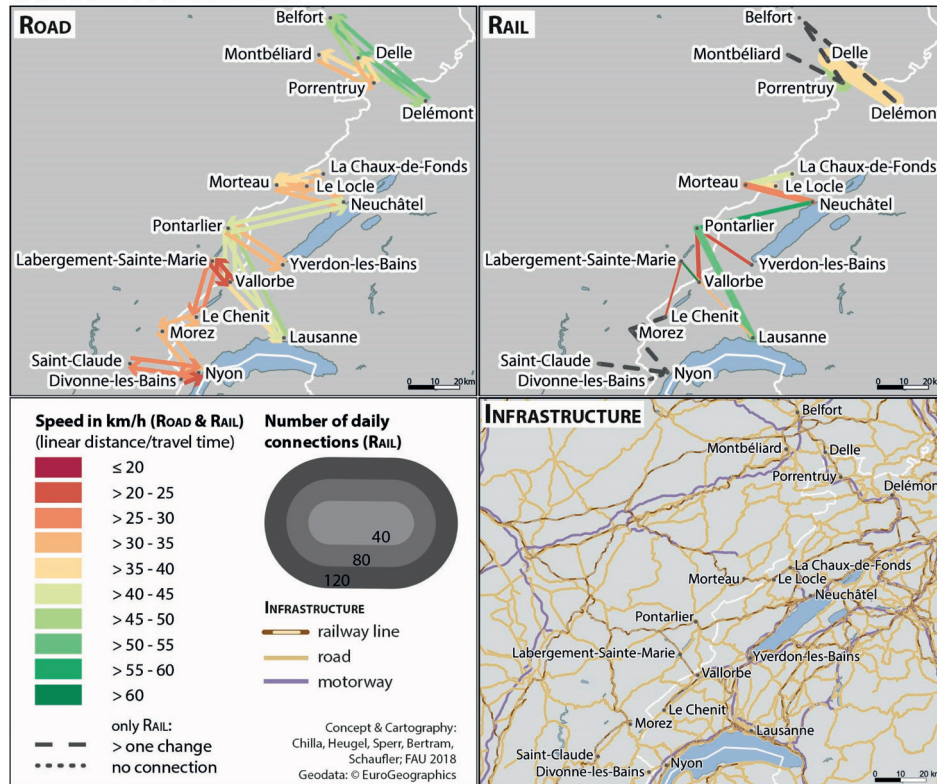 ROAD
Belfort
Montbéliard
Delle
Porrentruy
Delémont
La Chaux-de-Fonds
Morteau
Le Locle
Neuchâtel
Pontarlier
Labergement-Sainte-Marie
Yverdon-les-Bains
Vallorbe
Le Chenit
Morez
Lausanne
Saint-Claude
Nyon
Divonne-les-Bains
0 10 20 km
RAIL
Belfort
Delle
Montbéliard
Porrentruy
Delémont
La Chaux-de-Fonds
Morteau
Le Locle
Neuchâtel
Pontarlier
Labergement-Sainte-Marie
Yverdon-les-Bains
Vallorbe
Le Chenit
Morez
Lausanne
Saint-Claude
Nyon
Divonne-les-Bains
0 10 20 km
Speed in km/h (ROAD & RAIL)
(linear distance/travel time)
≤ 20
> 20 - 25
> 25 - 30
> 30 - 35
> 35 - 40
> 40 - 45
> 45 - 50
> 50 - 55
> 55 - 60
> 60
only RAIL:
> one change
no connection
Number of daily
connections (RAIL)
40
80
120
INFRASTRUCTURE
railway line
road
motorway
Concept & Cartography:
Chilla, Heugel, Sperr, Bertram,
Schaufler; FAU 2018
Geodata: © EuroGeographics
INFRASTRUCTURE
Belfort
Montbéliard
Delle
Porrentruy
Delémont
La Chaux-de-Fonds
Morteau
Le Locle
Neuchâtel
Pontarlier
Labergement-Sainte-Marie
Yverdon-les-Bains
Vallorbe
Le Chenit
Morez
Lausanne
Saint-Claude
Divonne-les-Bains
Nyon
0 10 20 km